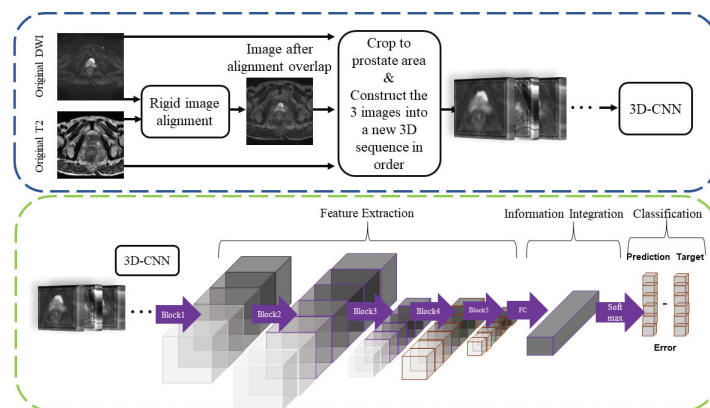 Original DWI
Original T2
Rigid image
alignment
Image after
alignment overlap
Crop to
prostate area
&
Construct the
3 images into
a new 3D
sequence in
order
3D-CNN
Feature Extraction
Information Integration
Classification
3D-CNN
Block1
Block2
Block3
Block4
Block5
FC
Soft
max
Prediction
Target
-
Error